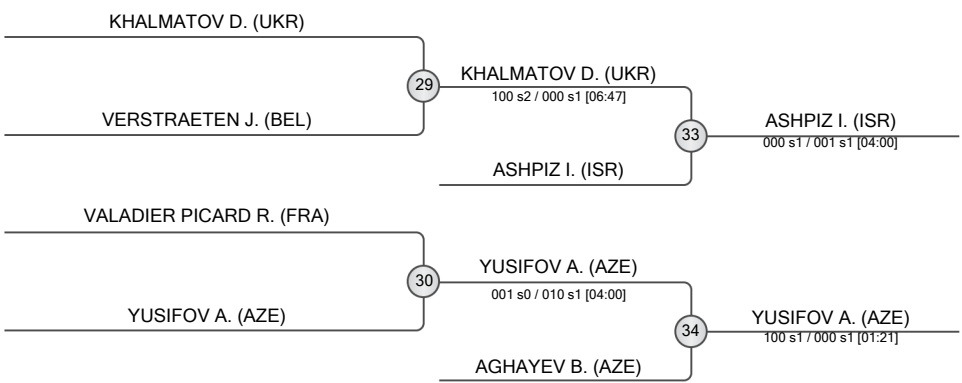 KHALMATOV D. (UKR)
29
KHALMATOV D. (UKR)
100 s2 / 000 s1 [06:47]
VERSTRAETEN J. (BEL)
33
ASHPIZ I. (ISR)
000 s1 / 001 s1 [04:00]
ASHPIZ I. (ISR)
VALADIER PICARD R. (FRA)
30
YUSIFOV A. (AZE)
001 s0 / 010 s1 [04:00]
YUSIFOV A. (AZE)
34
YUSIFOV A. (AZE)
100 s1 / 000 s1 [01:21]
AGHAYEV B. (AZE)